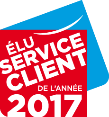 ÉLU
SERVICE
CLIENT
DE L'ANNÉE
2017